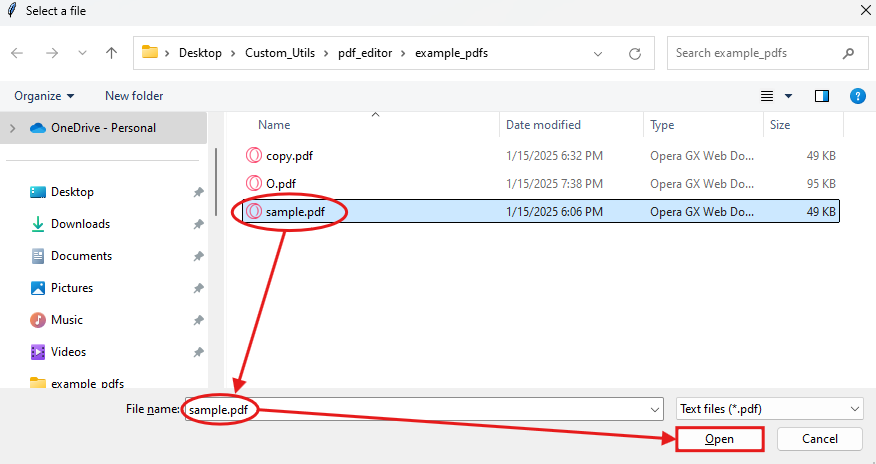 Select a file
Desktop > Custom_Utils > pdf_editor > example_pdfs
Search example_pdfs
Organize
New folder
OneDrive - Personal
Desktop
Downloads
Documents
Pictures
Music
Videos
example_pdfs
Name Date modified Type Size
copy.pdf 1/15/2025 6:32 PM Opera GX Web Do... 49 KB
O.pdf 1/15/2025 7:38 PM Opera GX Web Do... 95 KB
sample.pdf 1/15/2025 6:06 PM Opera GX Web Do... 49 KB
File name: sample.pdf
Text files (*.pdf)
Open
Cancel